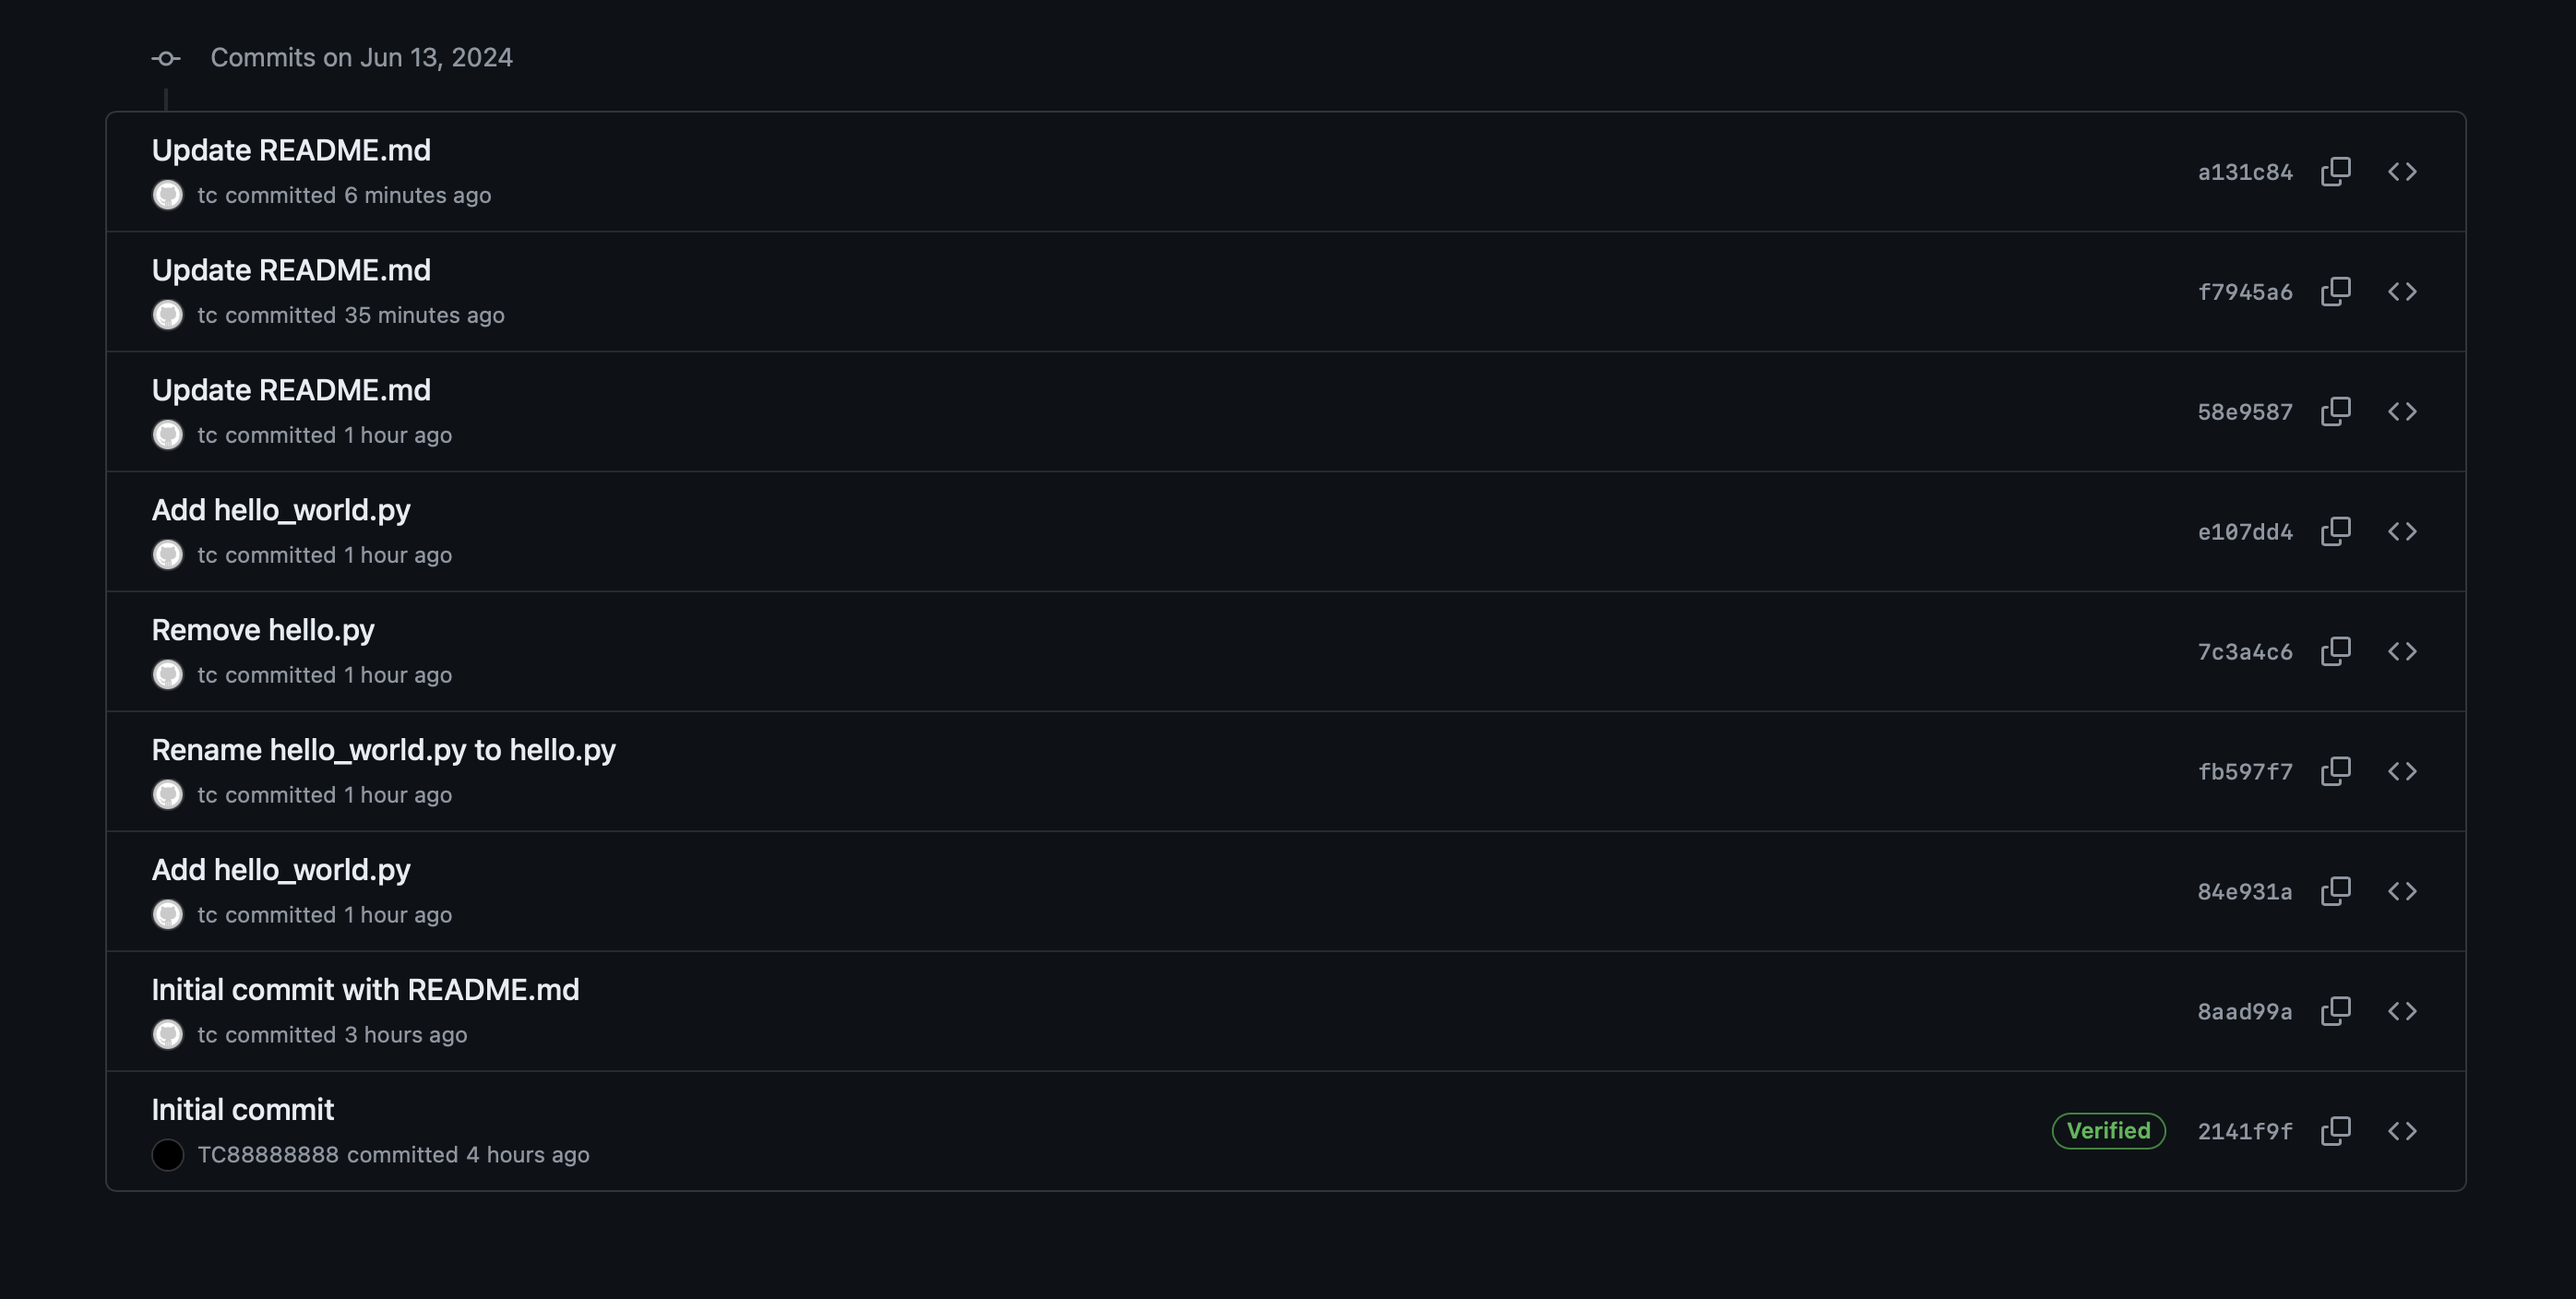 Commits on Jun 13, 2024
Update README.md
tc committed 6 minutes ago
a131c84
Update README.md
tc committed 35 minutes ago
f7945a6
Update README.md
tc committed 1 hour ago
58e9587
Add hello_world.py
tc committed 1 hour ago
e107dd4
Remove hello.py
tc committed 1 hour ago
7c3a4c6
Rename hello_world.py to hello.py
tc committed 1 hour ago
fb597f7
Add hello_world.py
tc committed 1 hour ago
84e931a
Initial commit with README.md
tc committed 3 hours ago
8aad99a
Initial commit
TC88888888 committed 4 hours ago
Verified
2141f9f